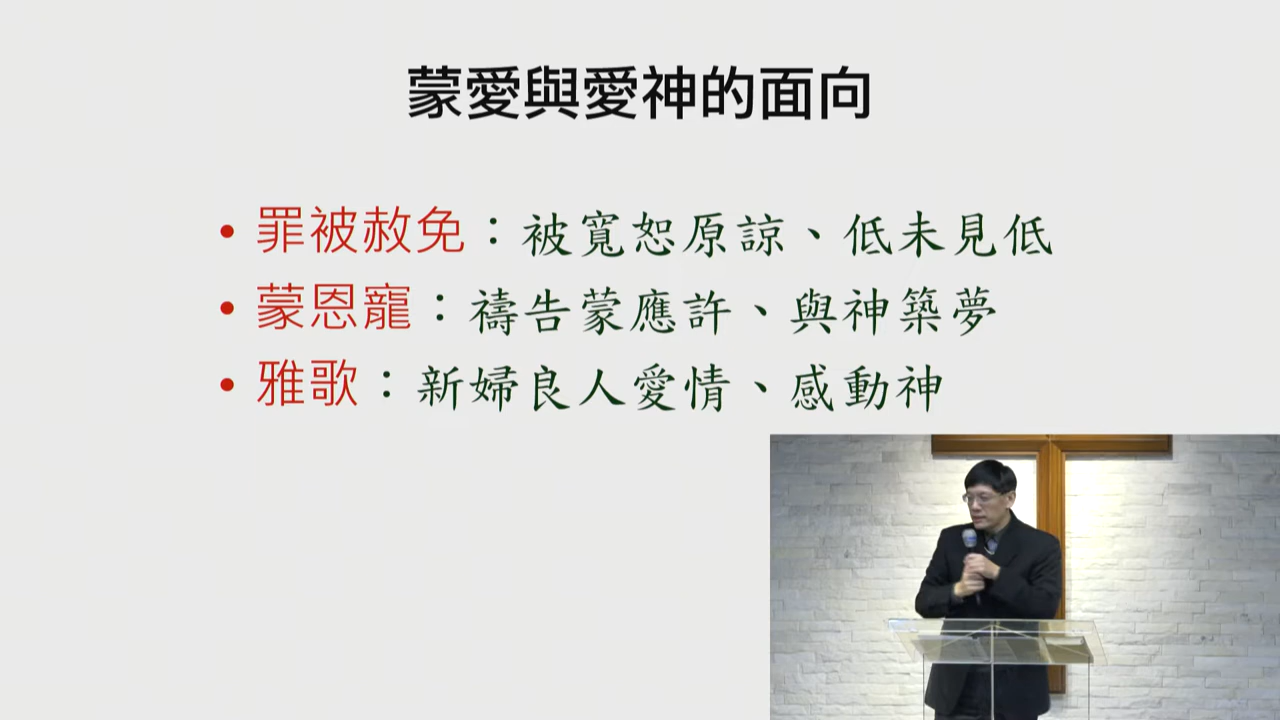 蒙愛與愛神的面向
• 罪被赦免：被寬恕原諒、低未見低
• 蒙恩寵：禱告蒙應許、與神築夢
• 雅歌：新婦良人愛情、感動神